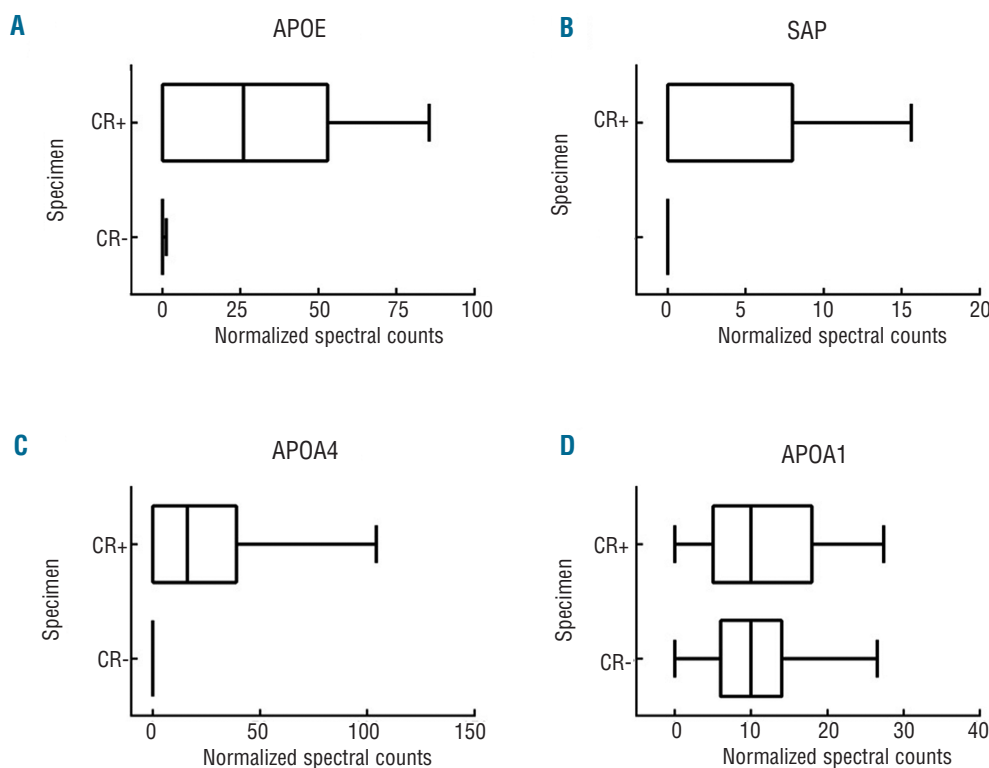 A
APOE
CR+
CR-
Specimen
0 25 50 75 100
Normalized spectral counts
B
SAP
CR+
Specimen
0 5 10 15 20
Normalized spectral counts
C
APOA4
CR+
CR-
Specimen
0 50 100 150
Normalized spectral counts
D
APOA1
CR+
CR-
Specimen
0 10 20 30 40
Normalized spectral counts